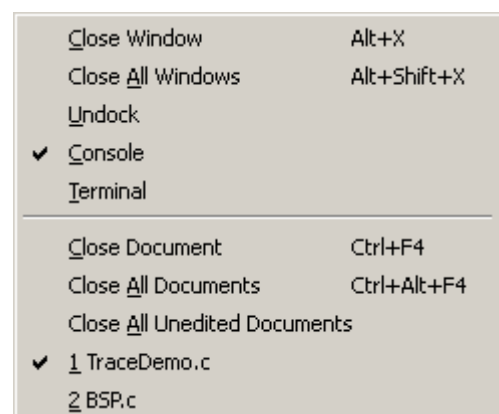 Close Window Alt+X
Close All Windows Alt+Shift+X
Undock
Console
Terminal
Close Document Ctrl+F4
Close All Documents Ctrl+Alt+F4
Close All Unedited Documents
1 TraceDemo.c
2 BSP.c